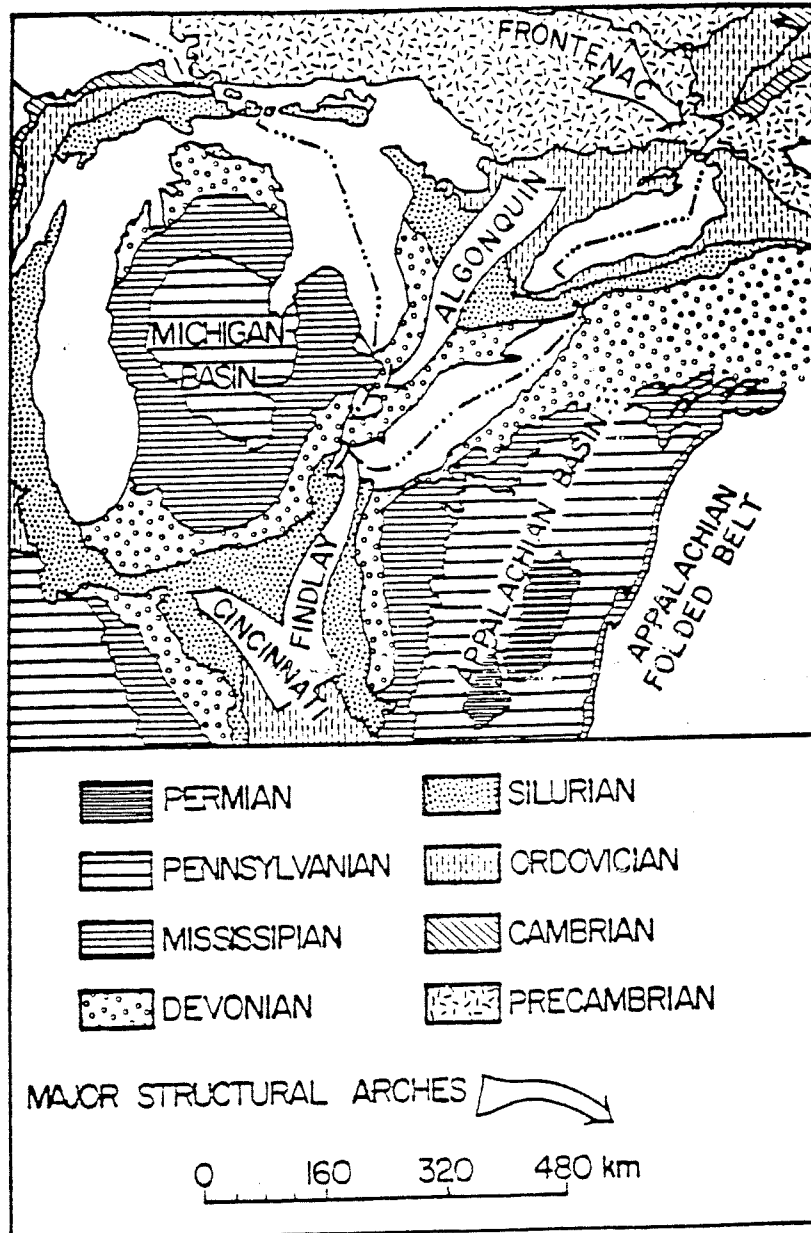 FRONTENAC
ALGONQUIN
MICHIGAN
BASIN
PPALACHIAN BASIN
APPALACHIAN
FOLDED BELT
FINDLAY
CINCINNATI
PERMIAN
SILURIAN
PENNSYLVANIAN
ORDOVICIAN
MISSISSIPIAN
CAMBRIAN
DEVONIAN
PRECAMBRIAN
MAJOR STRUCTURAL ARCHES
0 160 320 480 km